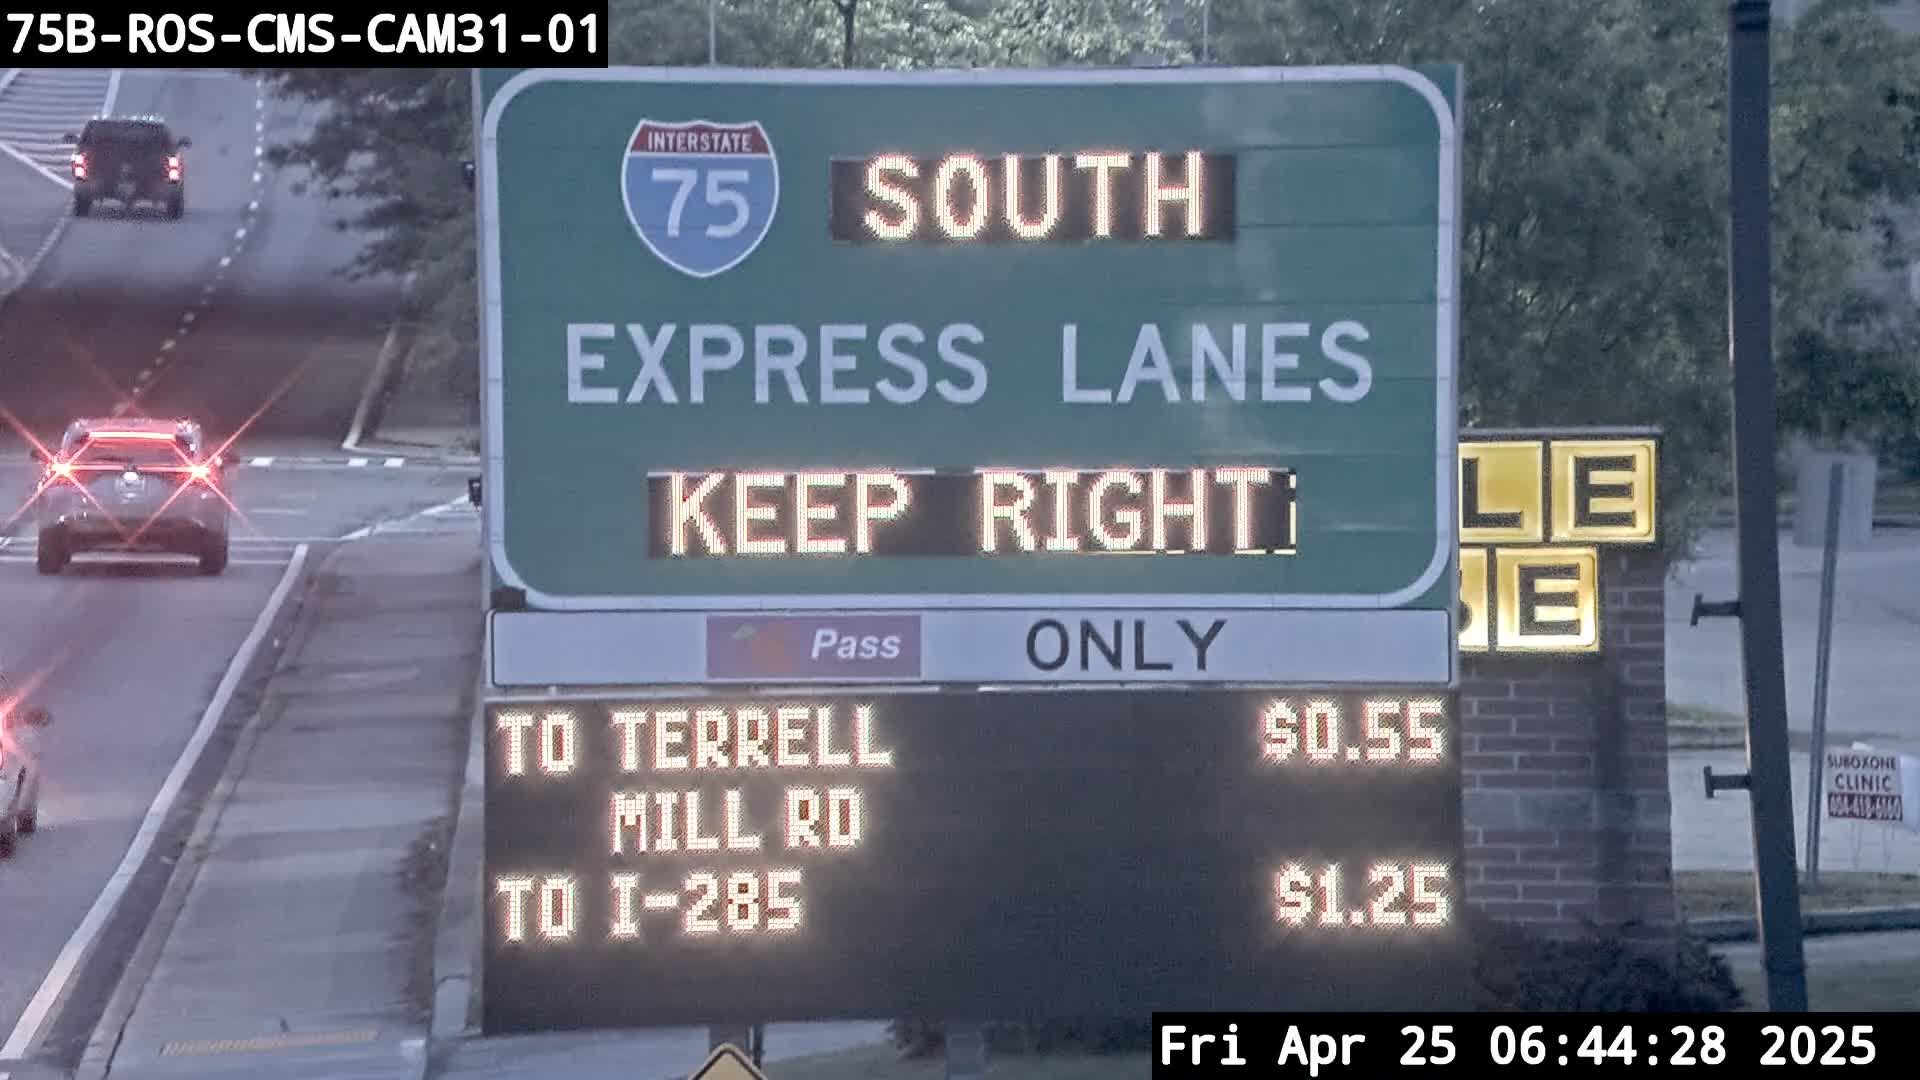 75B-ROS-CMS-CAM31-01
INTERSTATE
75
SOUTH
EXPRESS LANES
KEEP RIGHT
Pass ONLY
TO TERRELL $0.55
MILL RD
TO I-285 $1.25
LE
E
SUBOXONE
CLINIC
Fri Apr 25 06:44:28 2025